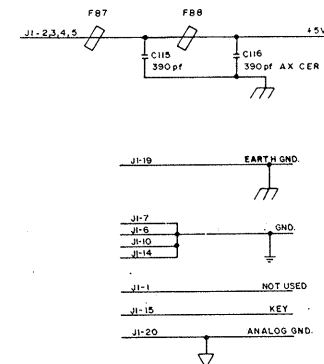 FB7 FB8
J1-2,3,4,5 +5V
C115 C116
390pf 390pf AX CER
J1-19 EARTH GND.
J1-7
J1-6 GND.
J1-10
J1-14
J1-1 NOT USED
J1-15 KEY
J1-20 ANALOG GND.